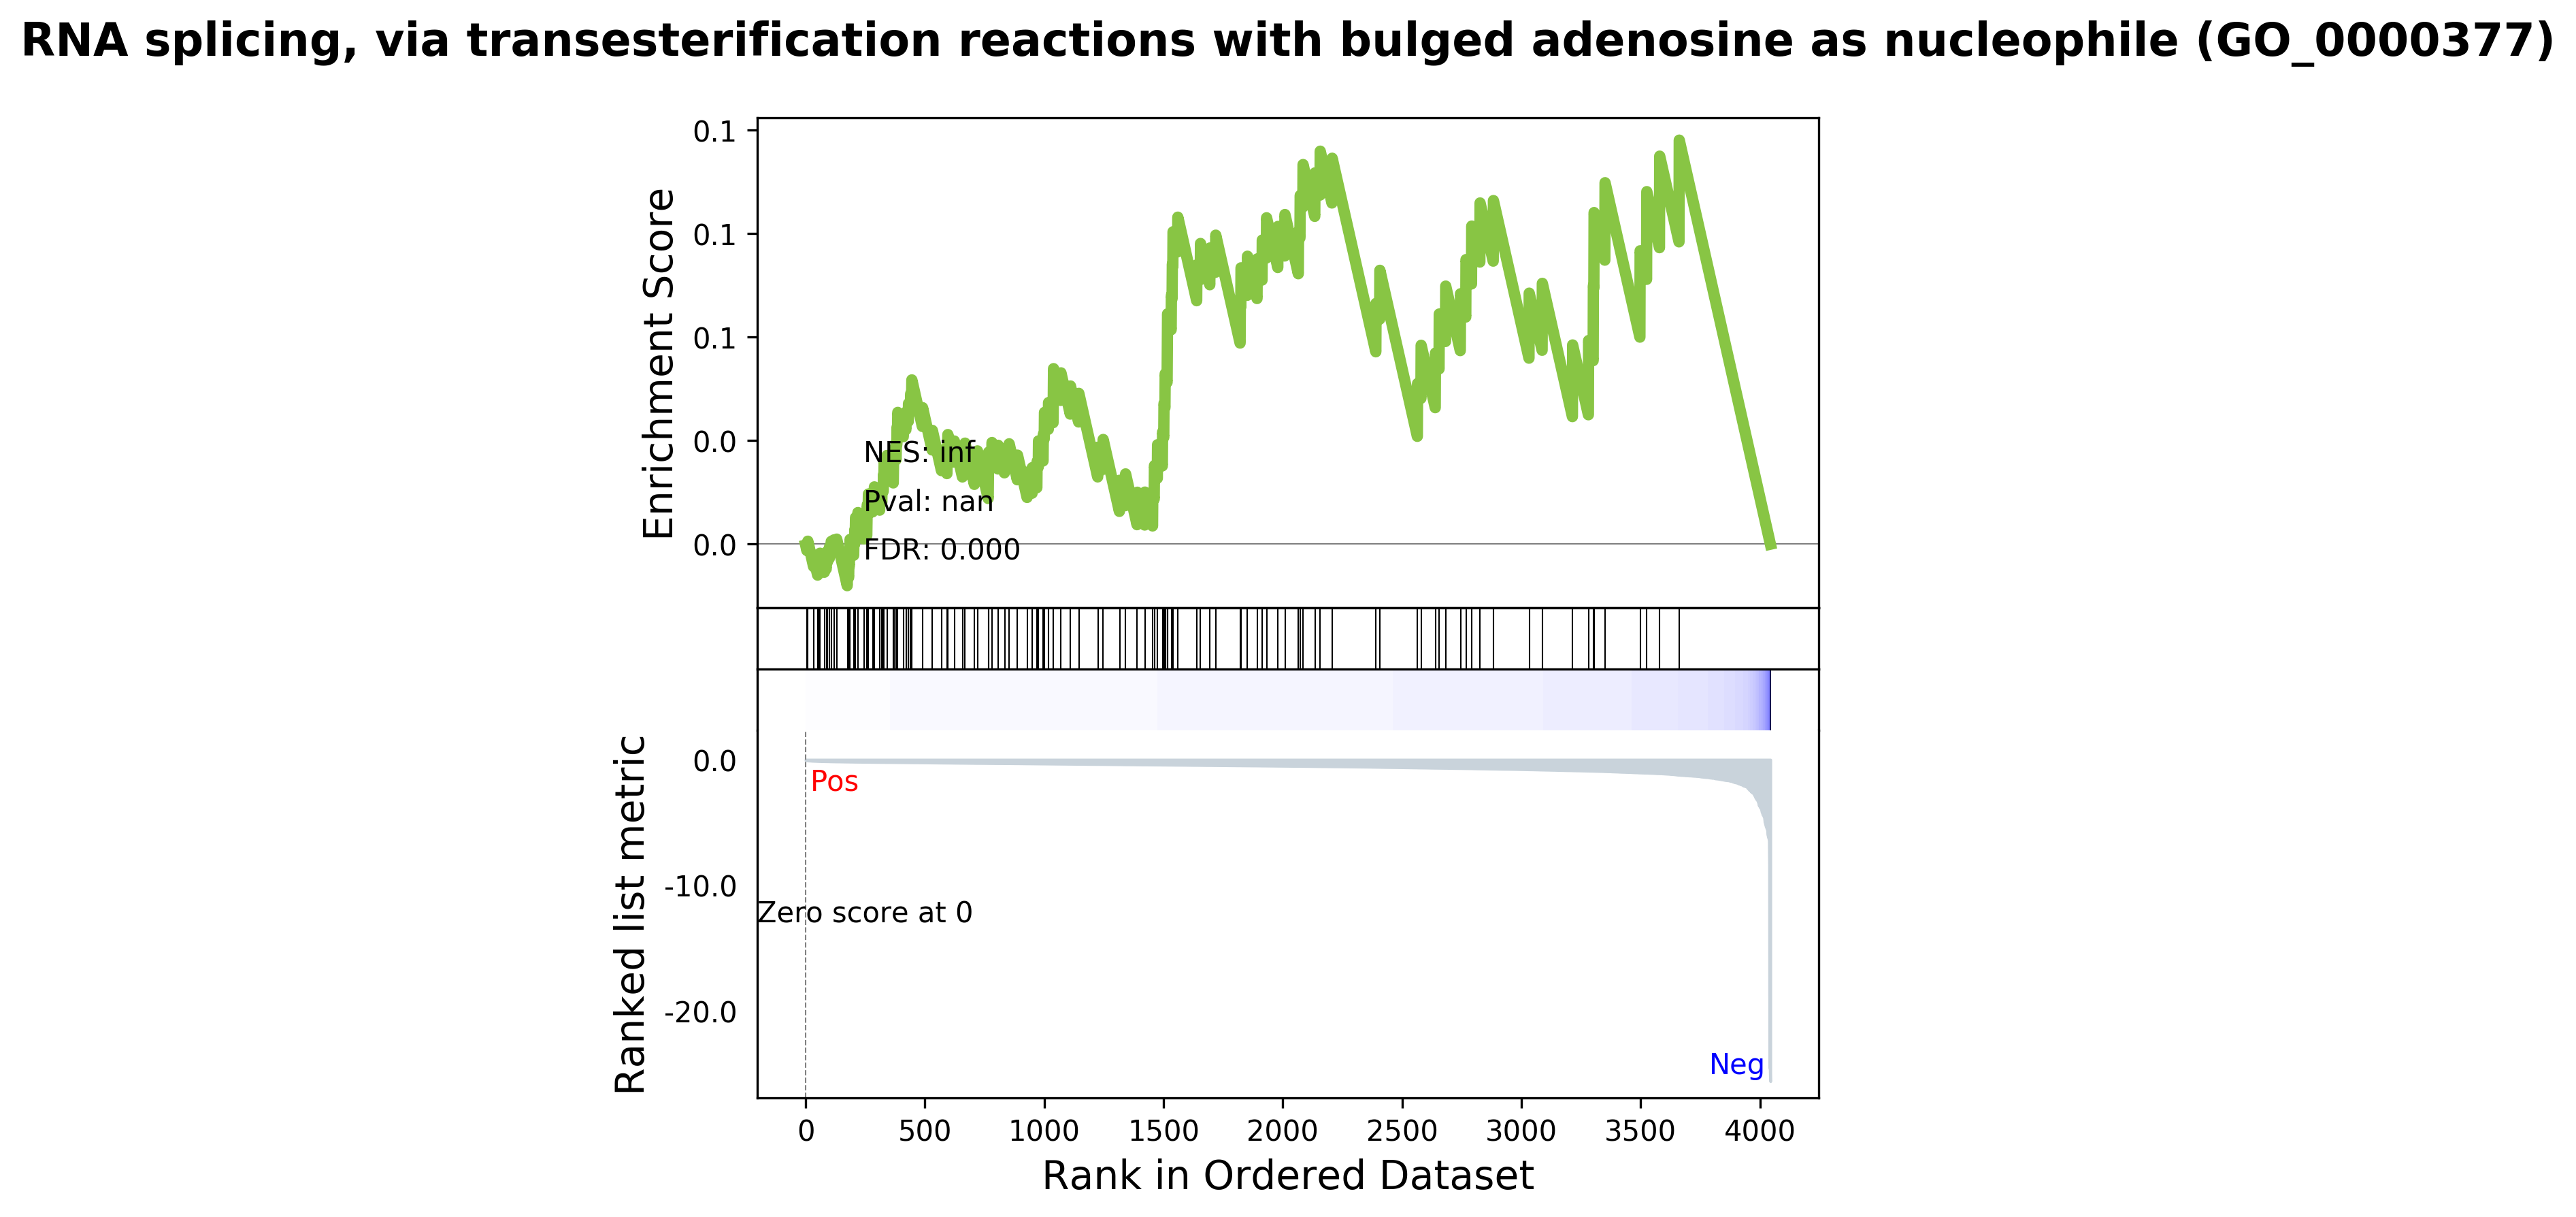 RNA splicing, via transesterification reactions with bulged adenosine as nucleophile (GO_0000377)
Enrichment Score
0.1
0.1
0.1
0.0
0.0
NES: inf
Pval: nan
FDR: 0.000
Ranked list metric
0.0
-10.0
-20.0
Pos
Zero score at 0
Neg
0 500 1000 1500 2000 2500 3000 3500 4000
Rank in Ordered Dataset